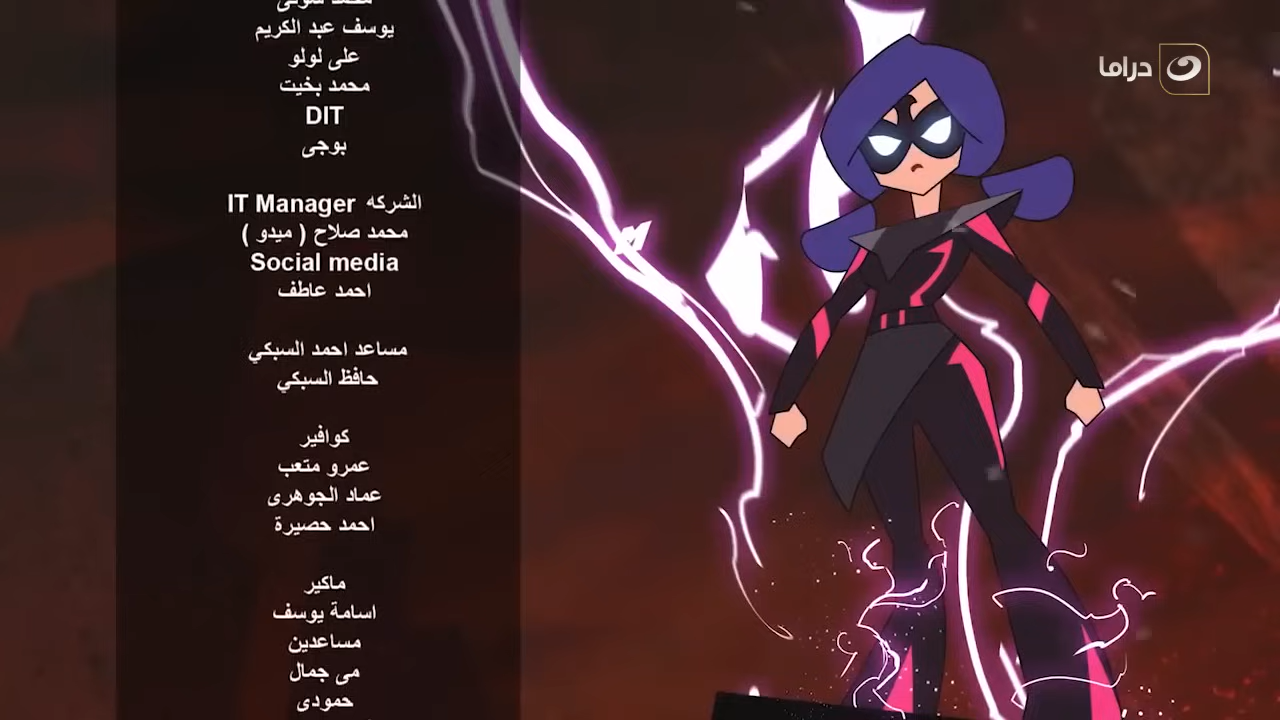 يوسف عبد الكريم
على لولو
محمد بخيت
DIT
بوجى
IT Manager الشركه
محمد صلاح ( ميدو )
Social media
احمد عاطف
مساعد احمد السبكي
حافظ السبكي
كوافير
عمرو متعب
عماد الجوهرى
احمد حصيرة
ماكير
اسامة يوسف
مساعدين
مى جمال
حمودى
دراما